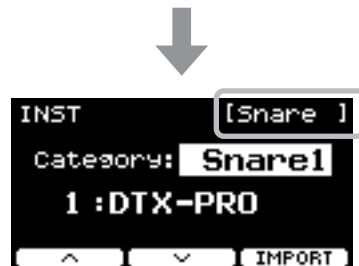 INST [Snare ]
Category: Snare1
1 :DTX-PRO
^ ⌵ IMPORT